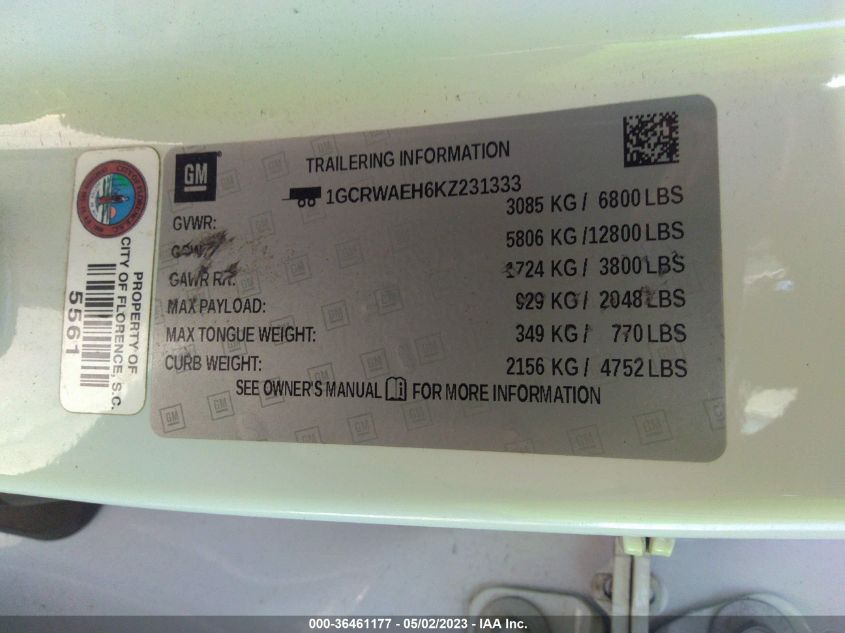 GM
TRAILERING INFORMATION
1GCRWAEH6KZ231333
GVWR: 3085 KG / 6800 LBS
GCW 5806 KG /12800 LBS
GAWR RR: 1724 KG / 3800 LBS
MAX PAYLOAD: 929 KG / 2048 LBS
MAX TONGUE WEIGHT: 349 KG / 770 LBS
CURB WEIGHT: 2156 KG / 4752 LBS
SEE OWNER'S MANUAL FOR MORE INFORMATION
PROPERTY OF
CITY OF FLORENCE, S.C.
5561
000-36461177 - 05/02/2023 - IAA Inc.